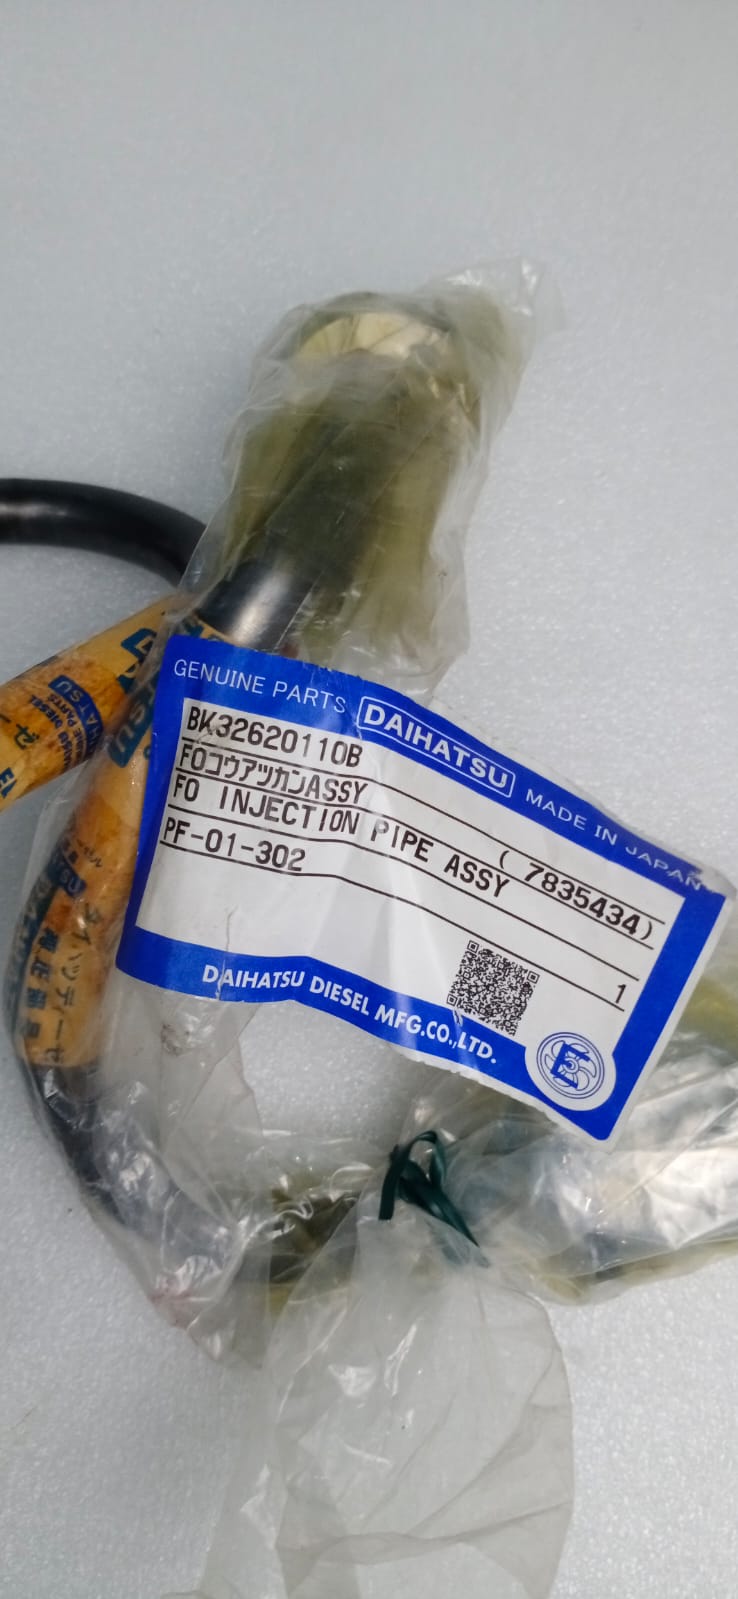 GENUINE PARTS DAIHATSU MADE IN JAPAN
BK32620110B
FOコウアツカンASSY ( 7835434)
FO INJECTION PIPE ASSY
PF-01-302 1
DAIHATSU DIESEL MFG.CO.,LTD.